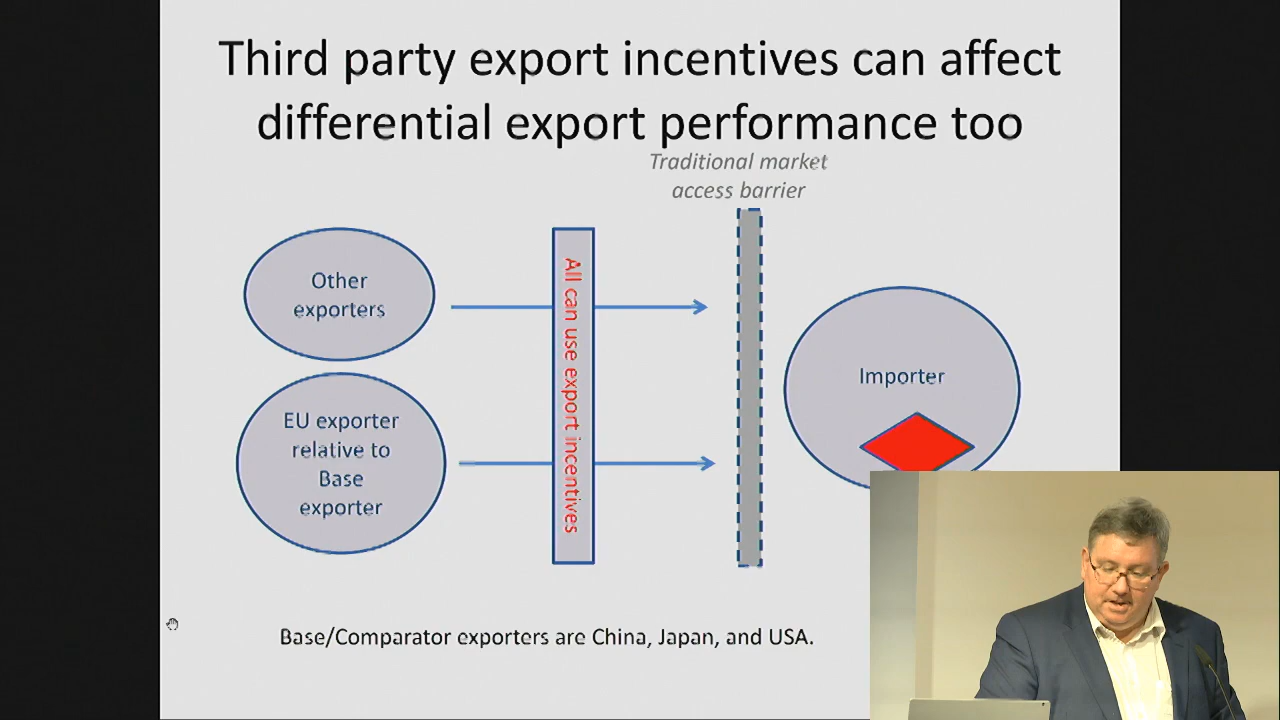 Third party export incentives can affect
differential export performance too
Traditional market
access barrier
Other
exporters
All can use export incentives
Importer
EU exporter
relative to
Base
exporter
Base/Comparator exporters are China, Japan, and USA.